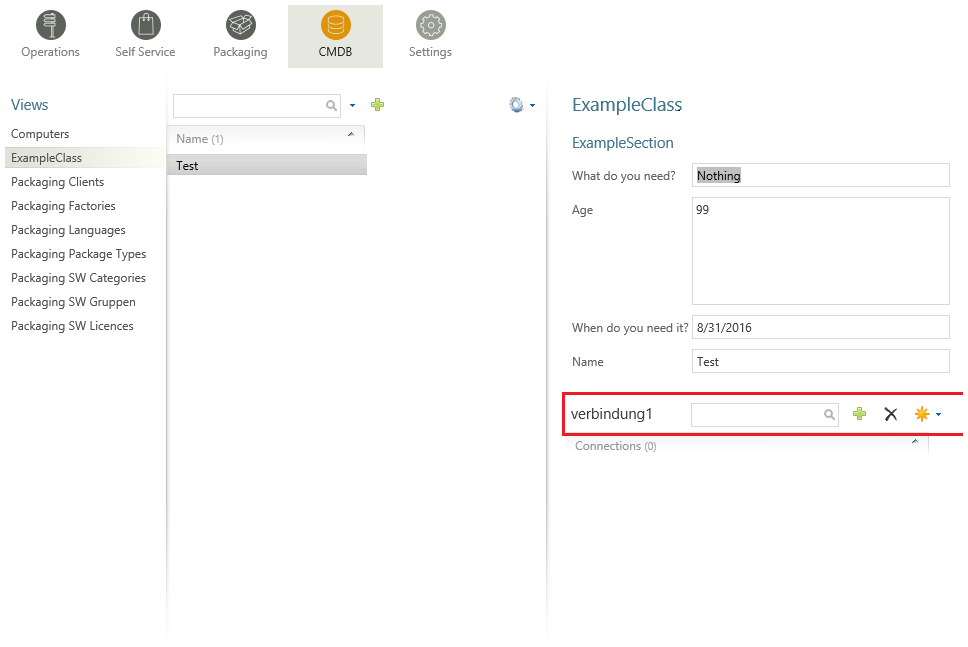 Operations
Self Service
Packaging
CMDB
Settings
Views
Computers
ExampleClass
Packaging Clients
Packaging Factories
Packaging Languages
Packaging Package Types
Packaging SW Categories
Packaging SW Gruppen
Packaging SW Licences
Name (1)
Test
ExampleClass
ExampleSection
What do you need? Nothing
Age 99
When do you need it? 8/31/2016
Name Test
verbindung1
Connections (0)